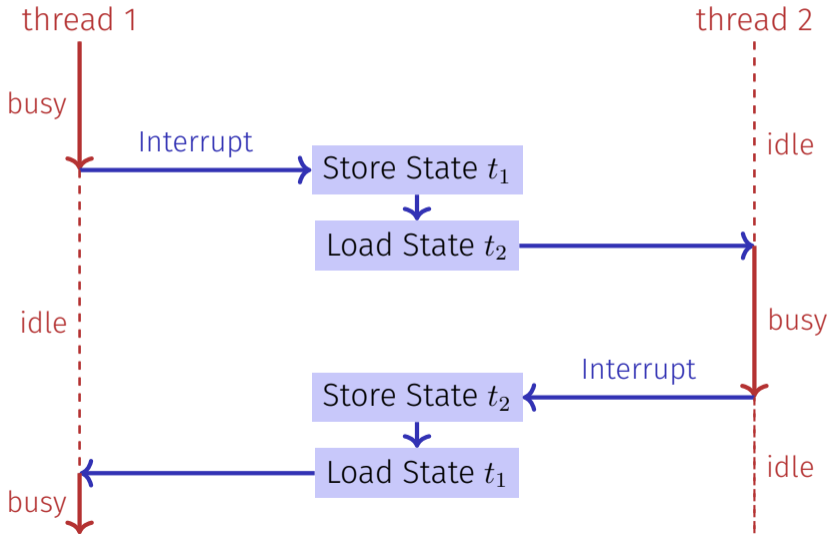 thread 1
thread 2
busy
Interrupt
idle
Store State t₁
Load State t₂
idle
busy
Interrupt
Store State t₂
Load State t₁
idle
busy